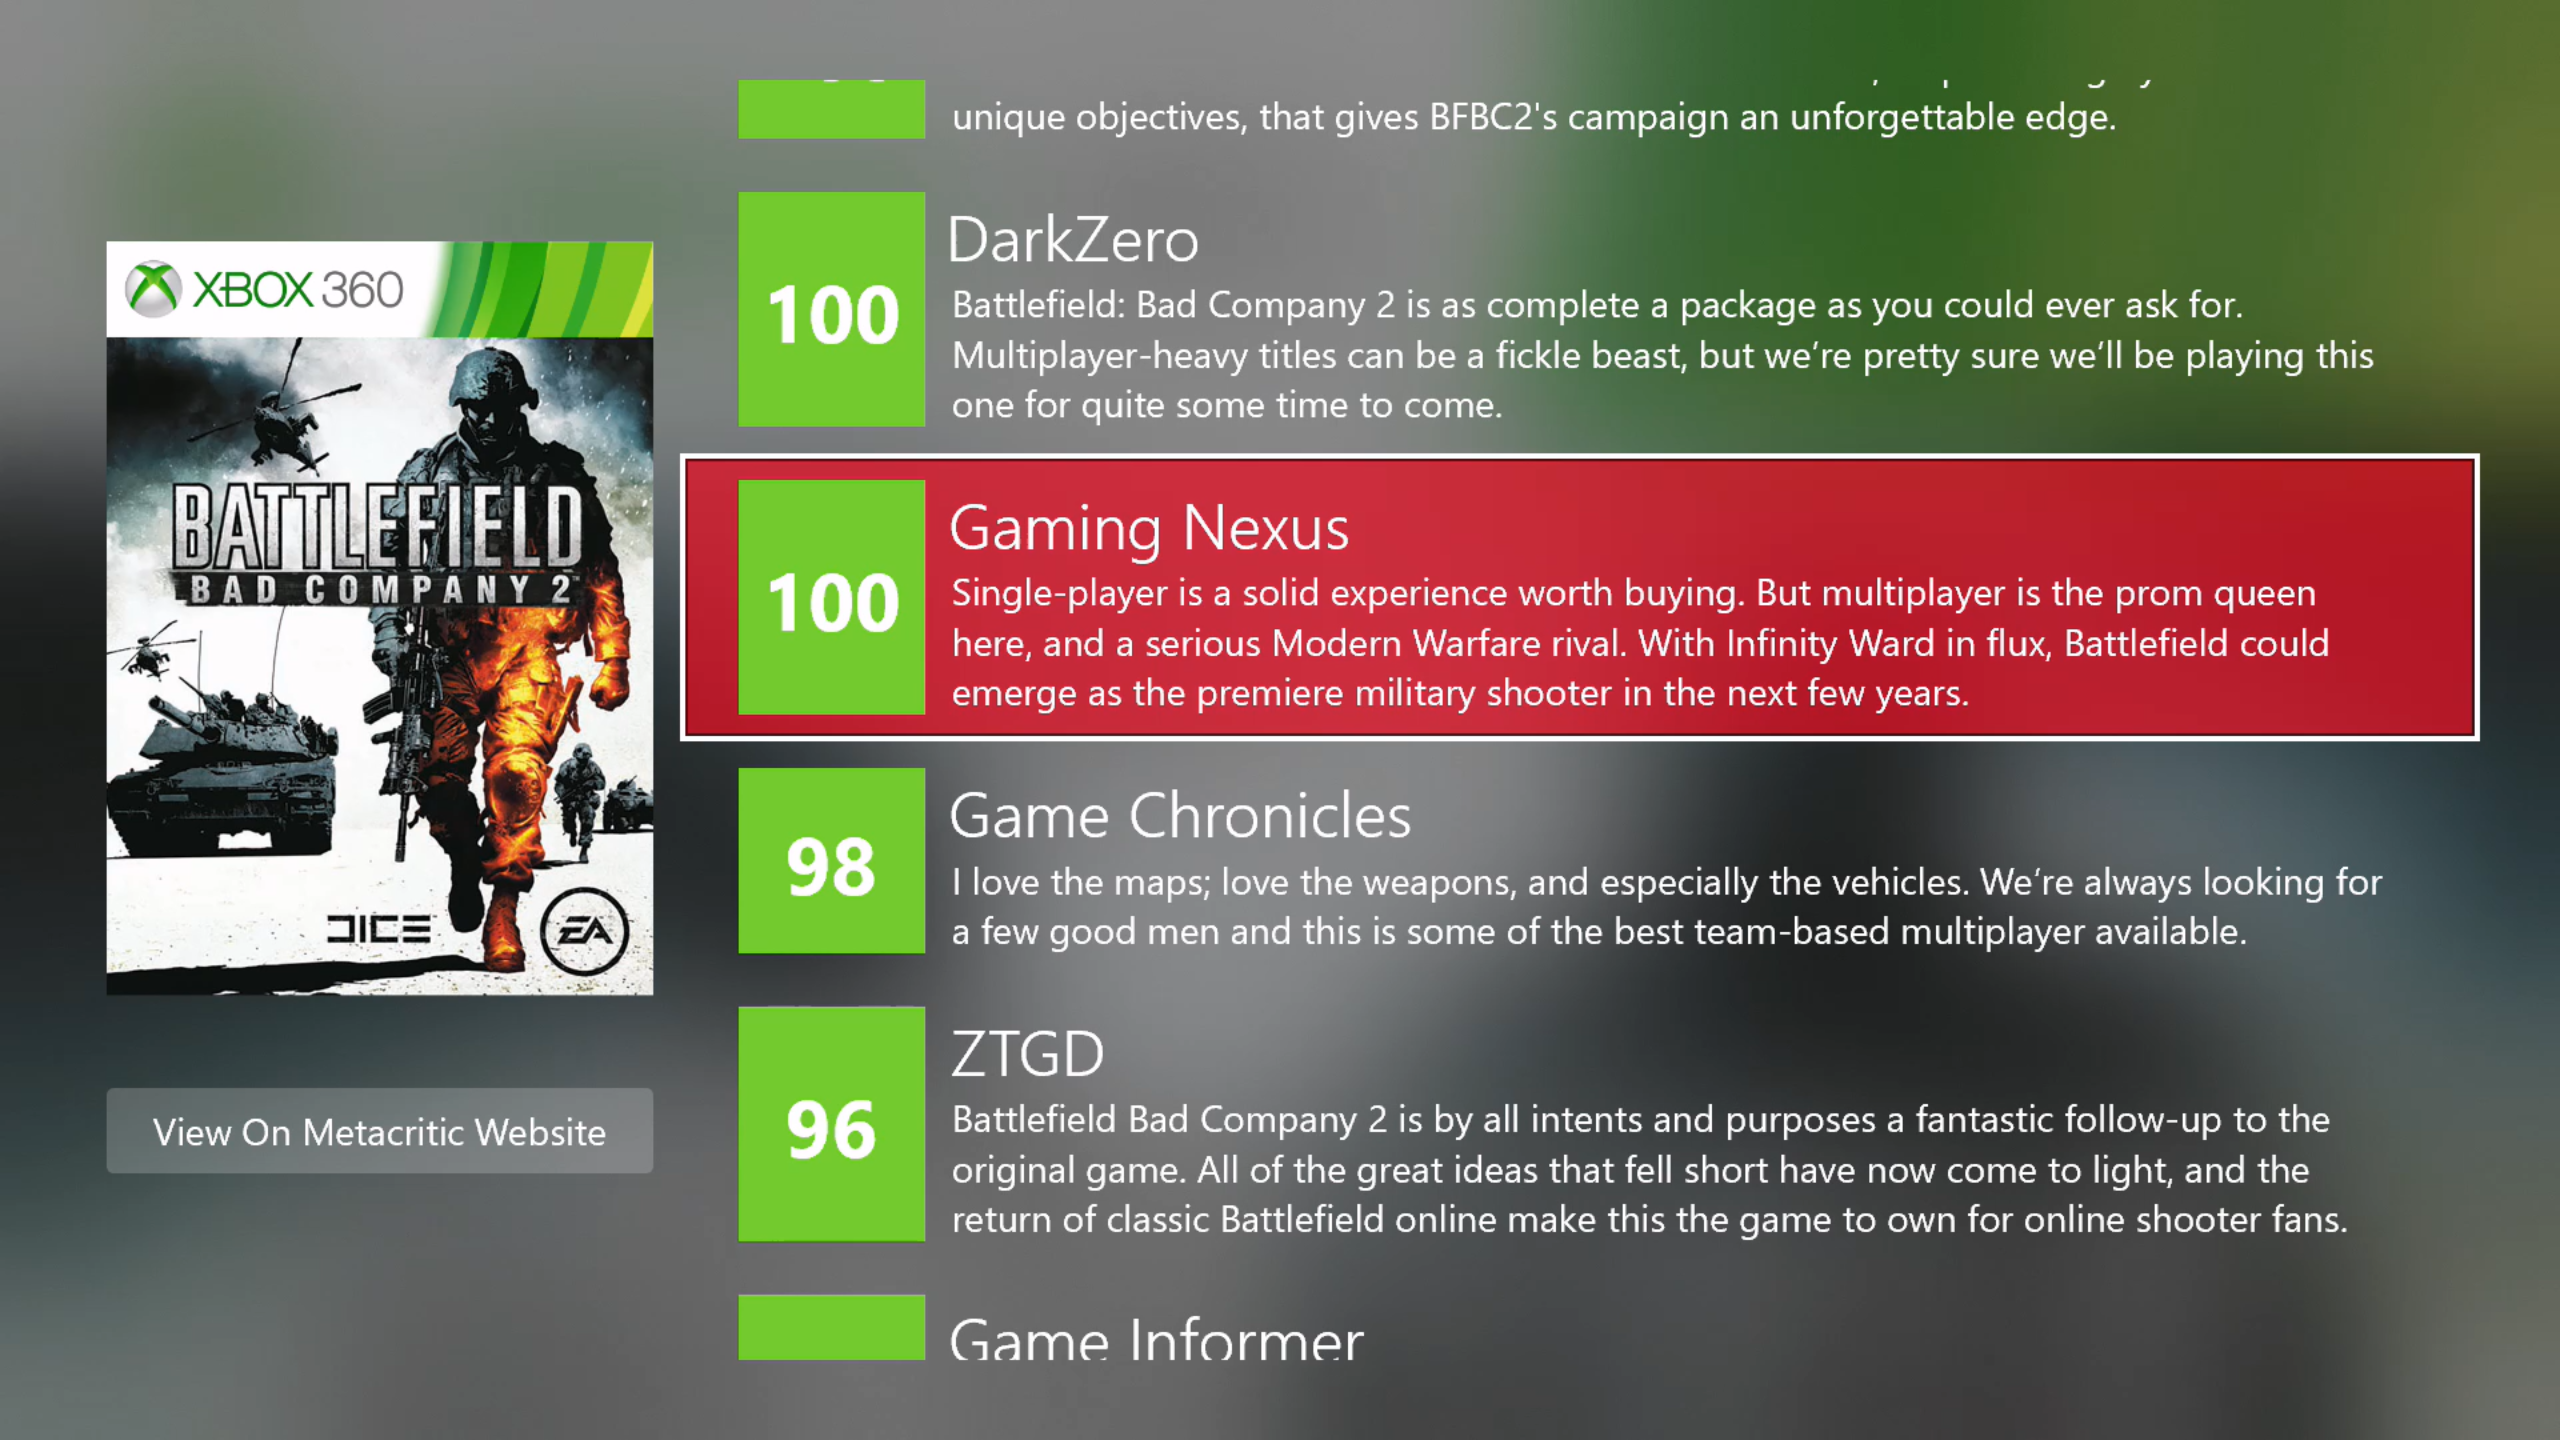 unique objectives, that gives BFBC2's campaign an unforgettable edge.
XBOX 360
BATTLEFIELD
BAD COMPANY 2
DICE
EA
View On Metacritic Website
100
DarkZero
Battlefield: Bad Company 2 is as complete a package as you could ever ask for.
Multiplayer-heavy titles can be a fickle beast, but we’re pretty sure we’ll be playing this
one for quite some time to come.
100
Gaming Nexus
Single-player is a solid experience worth buying. But multiplayer is the prom queen
here, and a serious Modern Warfare rival. With Infinity Ward in flux, Battlefield could
emerge as the premiere military shooter in the next few years.
98
Game Chronicles
I love the maps; love the weapons, and especially the vehicles. We’re always looking for
a few good men and this is some of the best team-based multiplayer available.
96
ZTGD
Battlefield Bad Company 2 is by all intents and purposes a fantastic follow-up to the
original game. All of the great ideas that fell short have now come to light, and the
return of classic Battlefield online make this the game to own for online shooter fans.
Game Informer